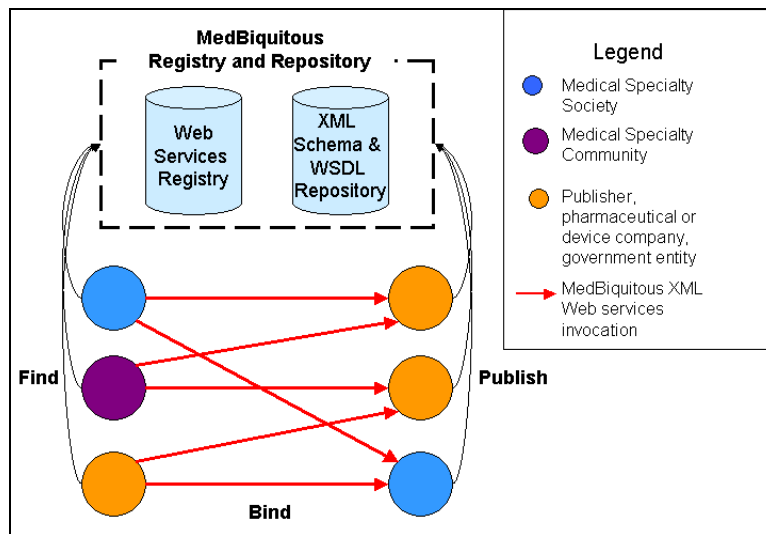 MedBiquitous
Registry and Repository
Web
Services
Registry
XML
Schema &
WSDL
Repository
Find
Publish
Bind
Legend
Medical Specialty
Society
Medical Specialty
Community
Publisher,
pharmaceutical or
device company,
government entity
MedBiquitous XML
Web services
invocation